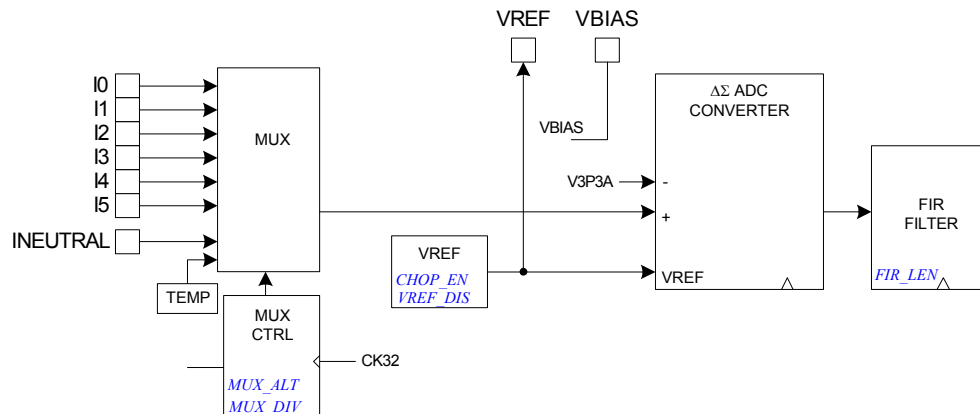 VREF VBIAS
I0
I1
I2
I3
I4
I5
INEUTRAL
TEMP
MUX
MUX
CTRL
MUX_ALT
MUX_DIV
CK32
VREF
CHOP_EN
VREF_DIS
VBIAS
V3P3A
ΔΣ ADC
CONVERTER
-
+
VREF
FIR
FILTER
FIR_LEN